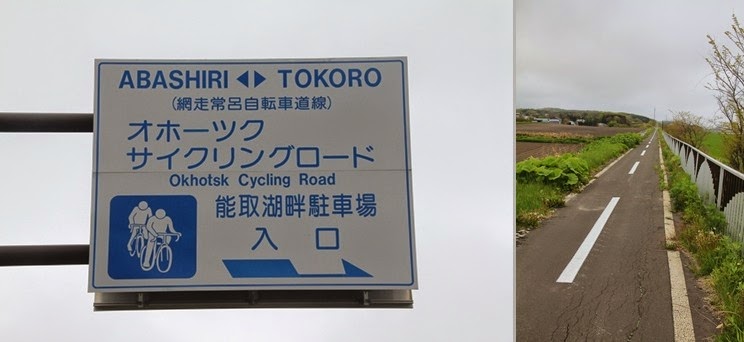 ABASHIRI ◀▶ TOKORO
(網走常呂自転車道線)
オホーツク
サイクリングロード
Okhotsk Cycling Road
能取湖畔駐車場
入口